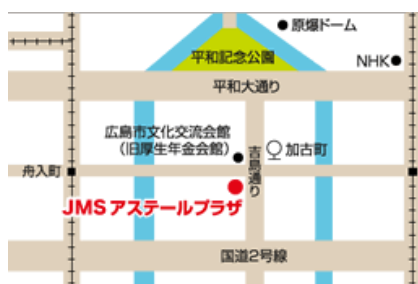 原爆ドーム
平和記念公園
NHK
平和大通り
広島市文化交流会館
（旧厚生年金会館）
加古町
吉島通り
舟入町
JMSアステールプラザ
国道2号線